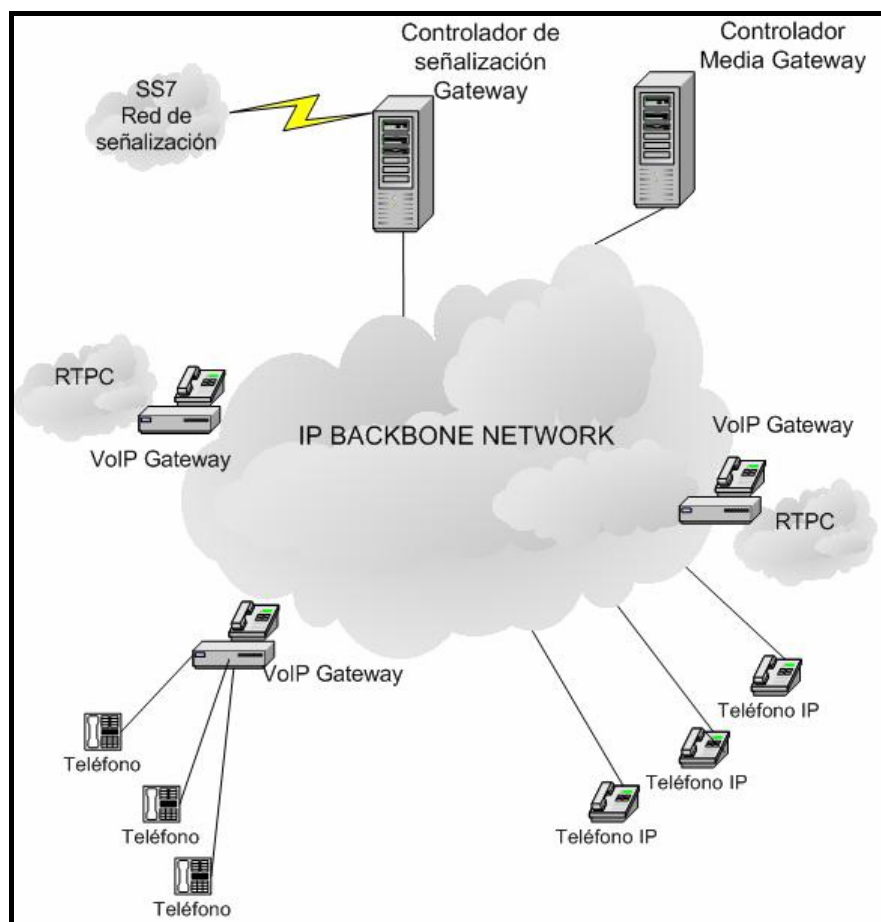 Controlador de
señalización
Gateway
Controlador
Media Gateway
SS7
Red de
señalización
RTPC
VoIP Gateway
IP BACKBONE NETWORK
VoIP Gateway
RTPC
VoIP Gateway
Teléfono
Teléfono
Teléfono
Teléfono IP
Teléfono IP
Teléfono IP